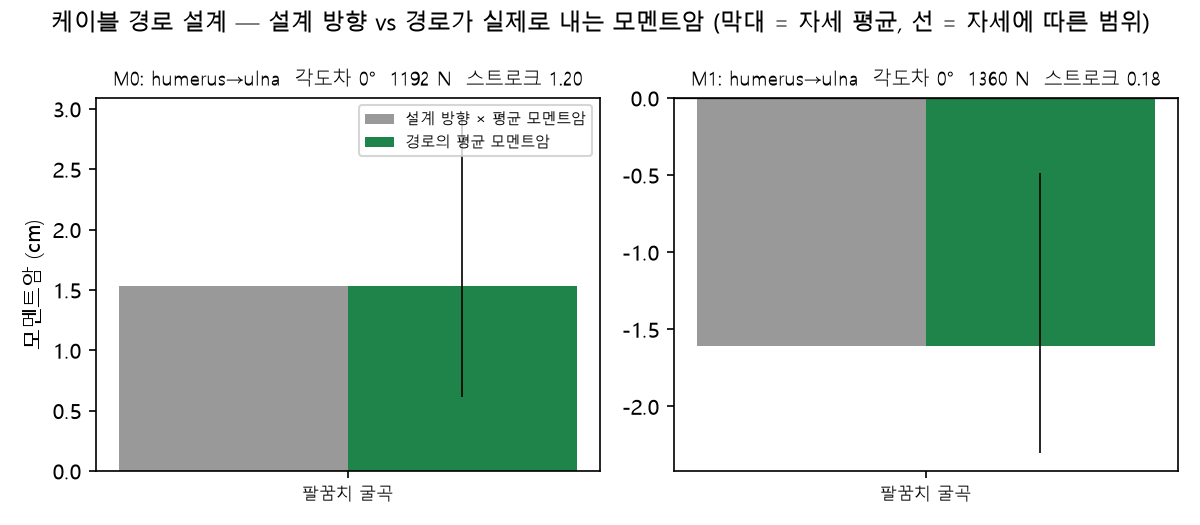 케이블 경로 설계 — 설계 방향 vs 경로가 실제로 내는 모멘트암 (막대 = 자세 평균, 선 = 자세에 따른 범위)
M0: humerus→ulna 각도차 0° 1192 N 스트로크 1.20
설계 방향 × 평균 모멘트암
경로의 평균 모멘트암
모멘트암 (cm)
3.0
2.5
2.0
1.5
1.0
0.5
0.0
팔꿈치 굴곡
M1: humerus→ulna 각도차 0° 1360 N 스트로크 0.18
0.0
-0.5
-1.0
-1.5
-2.0
팔꿈치 굴곡